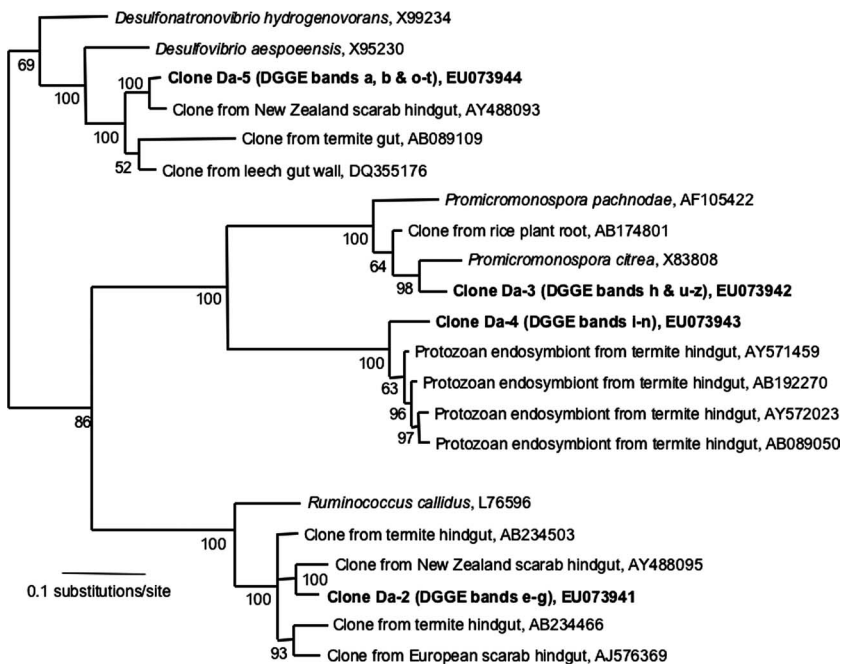 Desulfonatronovibrio hydrogenovorans, X99234
69
Desulfovibrio aespoeensis, X95230
100
100
Clone Da-5 (DGGE bands a, b & o-t), EU073944
Clone from New Zealand scarab hindgut, AY488093
100
Clone from termite gut, AB089109
52
Clone from leech gut wall, DQ355176
Promicromonospora pachnodae, AF105422
100
Clone from rice plant root, AB174801
64
Promicromonospora citrea, X83808
98
Clone Da-3 (DGGE bands h & u-z), EU073942
100
Clone Da-4 (DGGE bands l-n), EU073943
100
Protozoan endosymbiont from termite hindgut, AY571459
63
Protozoan endosymbiont from termite hindgut, AB192270
96
Protozoan endosymbiont from termite hindgut, AY572023
97
Protozoan endosymbiont from termite hindgut, AB089050
86
Ruminococcus callidus, L76596
100
Clone from termite hindgut, AB234503
Clone from New Zealand scarab hindgut, AY488095
100
100
Clone Da-2 (DGGE bands e-g), EU073941
Clone from termite hindgut, AB234466
93
Clone from European scarab hindgut, AJ576369
0.1 substitutions/site